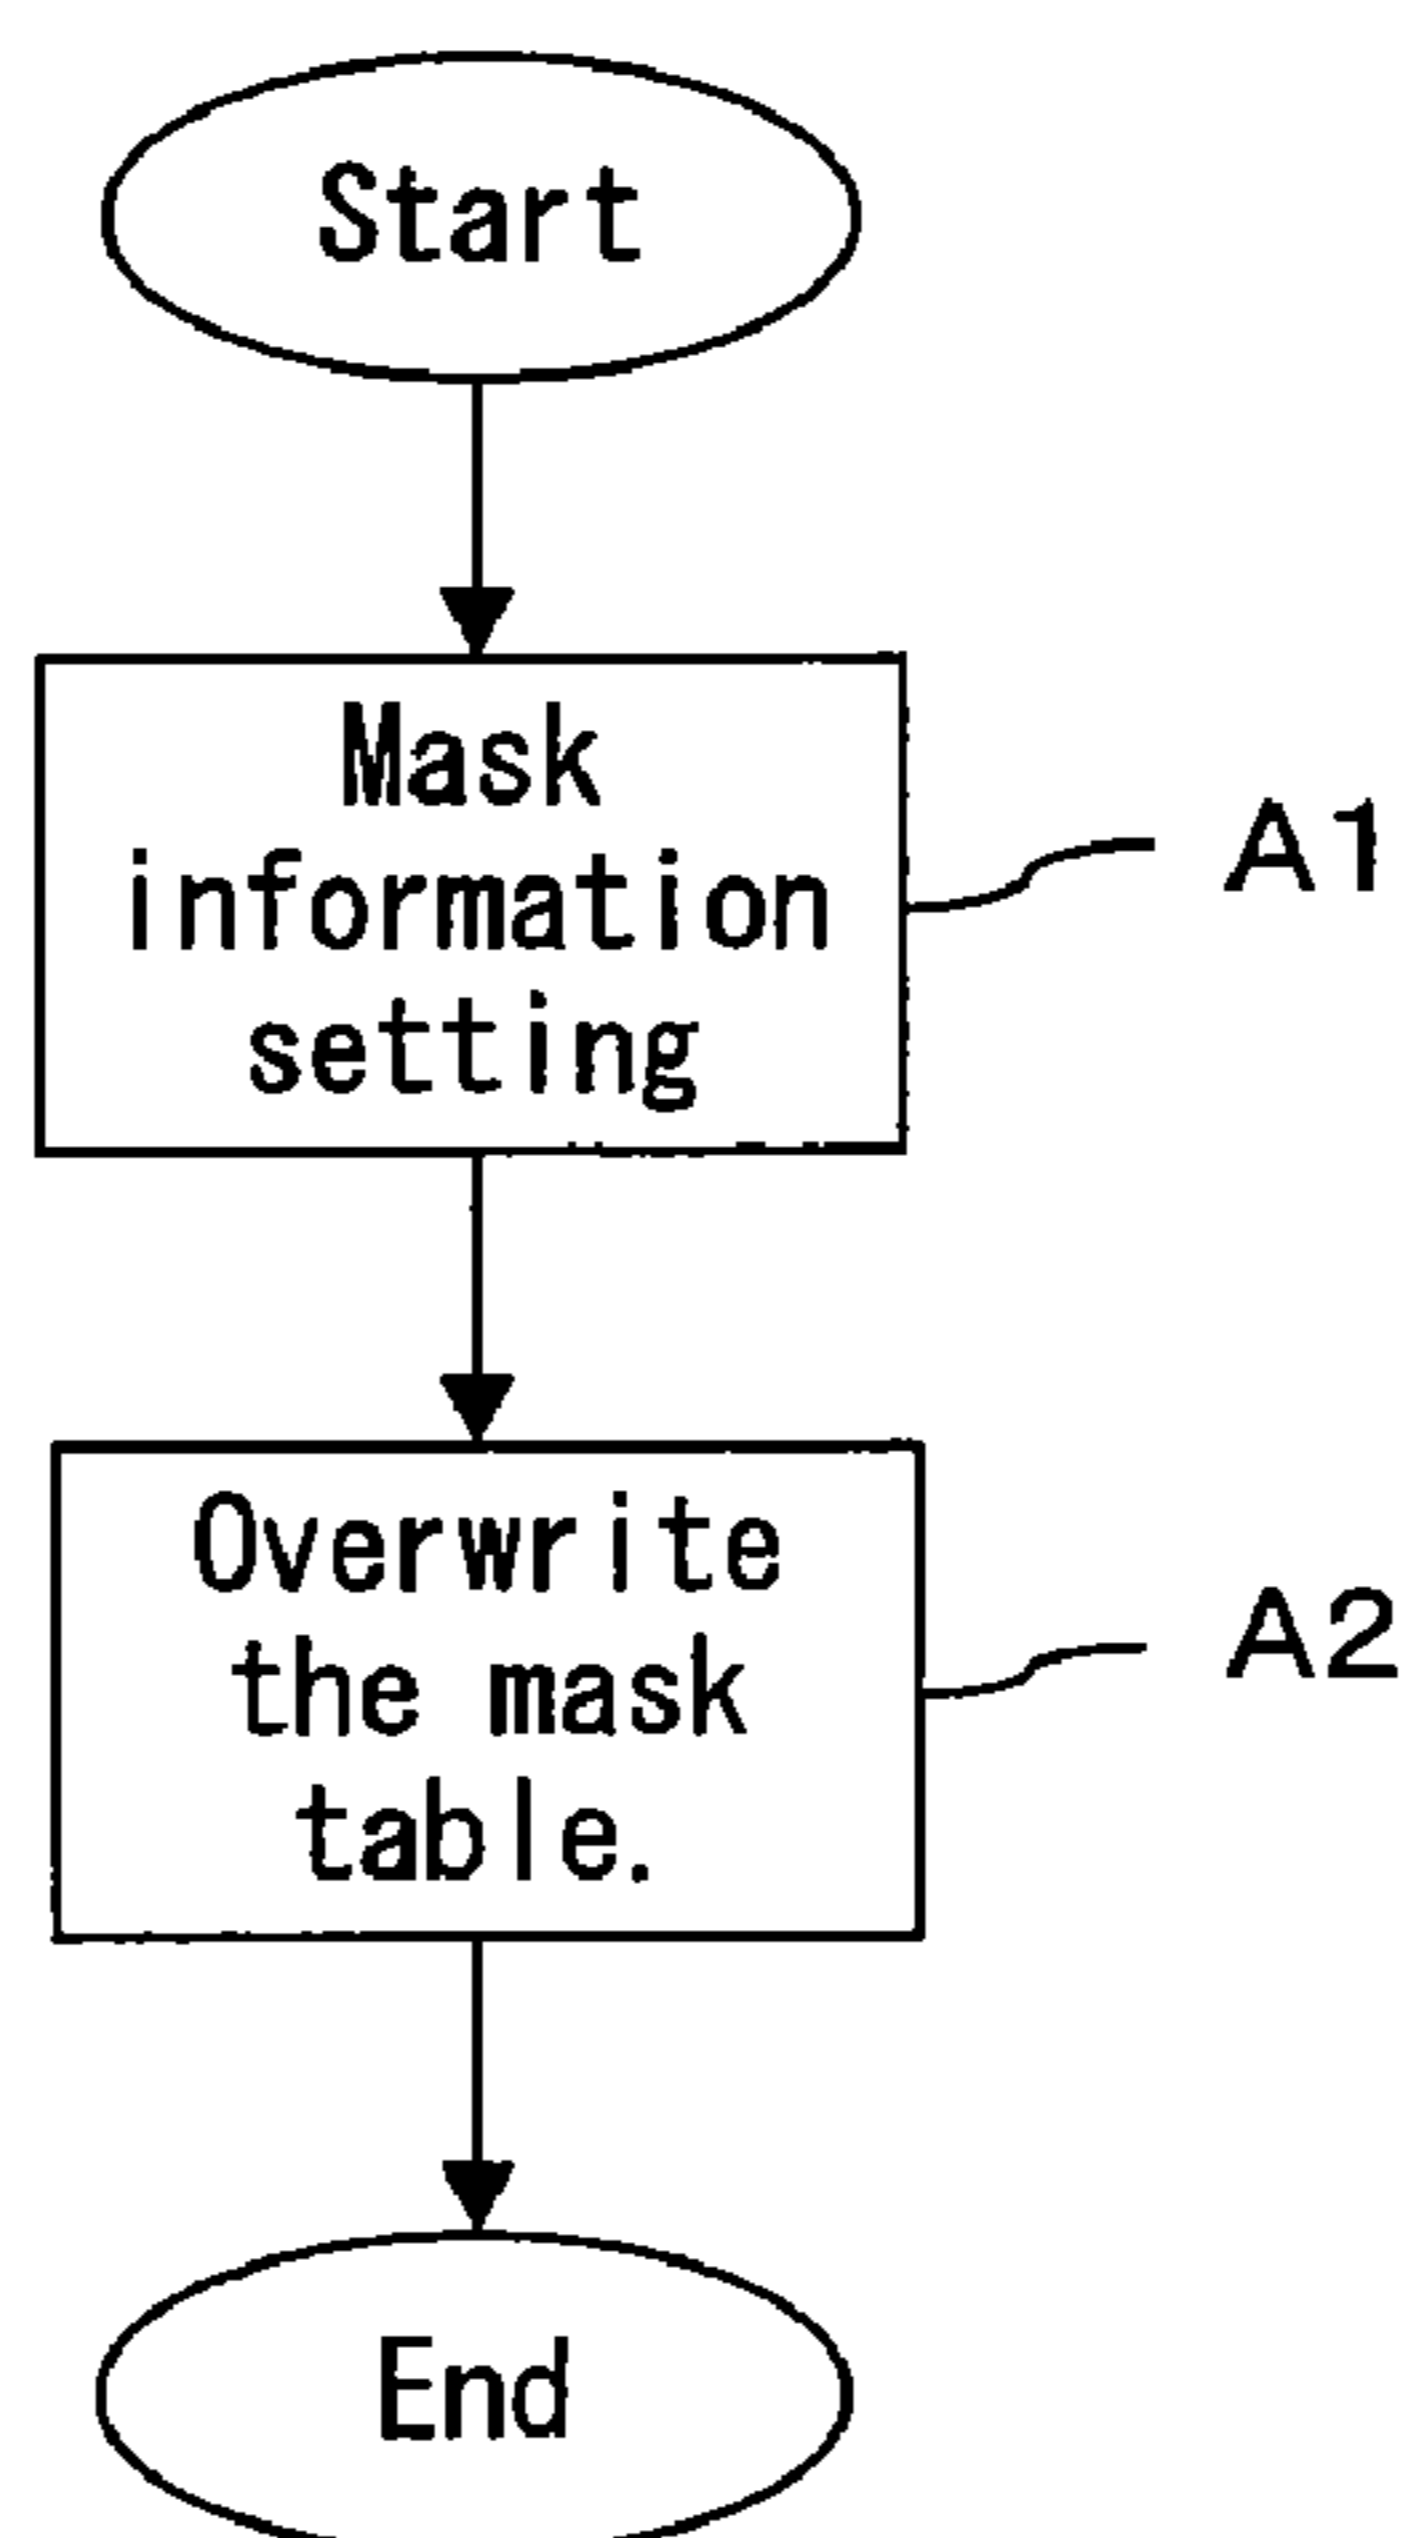 Start
Mask
information
setting
A1
Overwrite
the mask
table.
A2
End